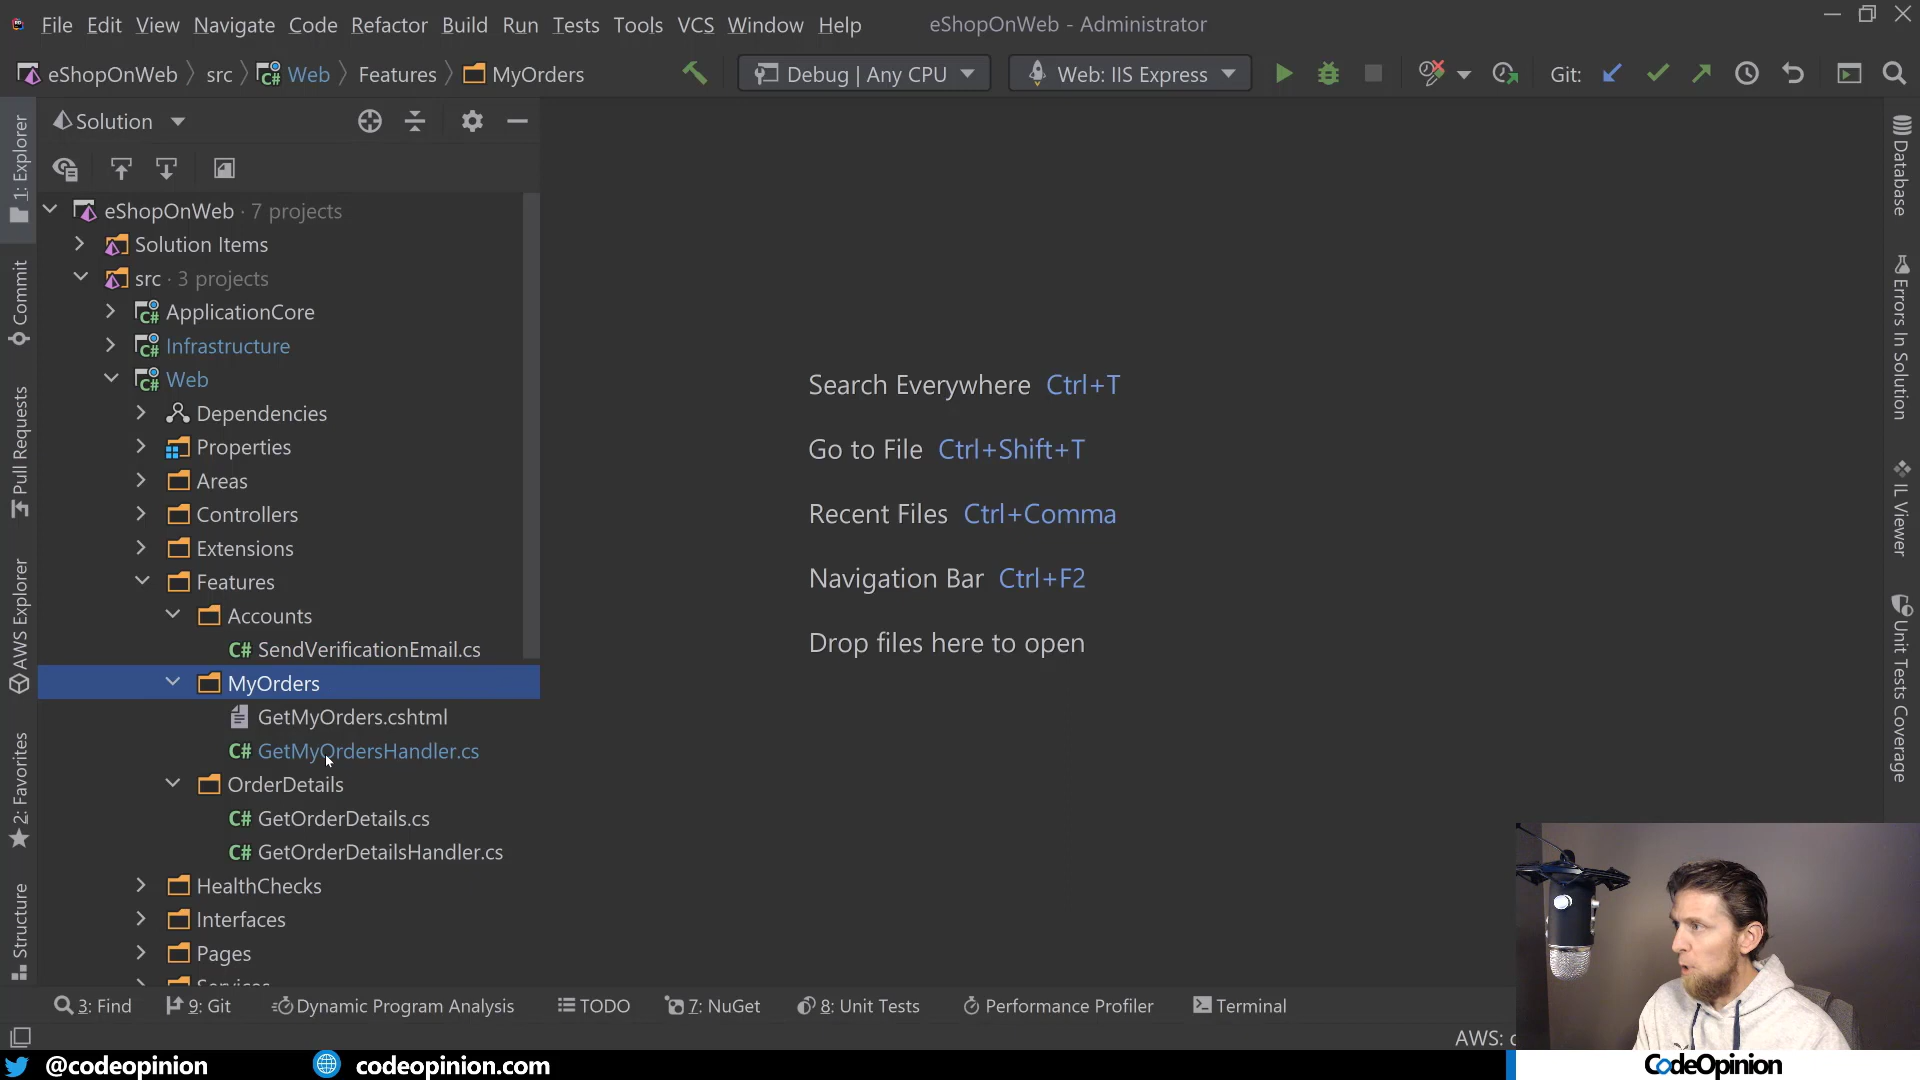 File Edit View Navigate Code Refactor Build Run Tests Tools VCS Window Help eShopOnWeb - Administrator
eShopOnWeb src Web Features MyOrders Debug | Any CPU Web: IIS Express Git:
Solution
1: Explorer
Commit
Pull Requests
AWS Explorer
2: Favorites
Structure
eShopOnWeb · 7 projects
Solution Items
src · 3 projects
ApplicationCore
Infrastructure
Web
Dependencies
Properties
Areas
Controllers
Extensions
Features
Accounts
C# SendVerificationEmail.cs
MyOrders
GetMyOrders.cshtml
C# GetMyOrdersHandler.cs
OrderDetails
C# GetOrderDetails.cs
C# GetOrderDetailsHandler.cs
HealthChecks
Interfaces
Pages
Services
Search Everywhere Ctrl+T
Go to File Ctrl+Shift+T
Recent Files Ctrl+Comma
Navigation Bar Ctrl+F2
Drop files here to open
Database
Errors In Solution
IL Viewer
Unit Tests Coverage
3: Find 9: Git Dynamic Program Analysis TODO 7: NuGet 8: Unit Tests Performance Profiler Terminal
AWS:
@codeopinion codeopinion.com CodeOpinion